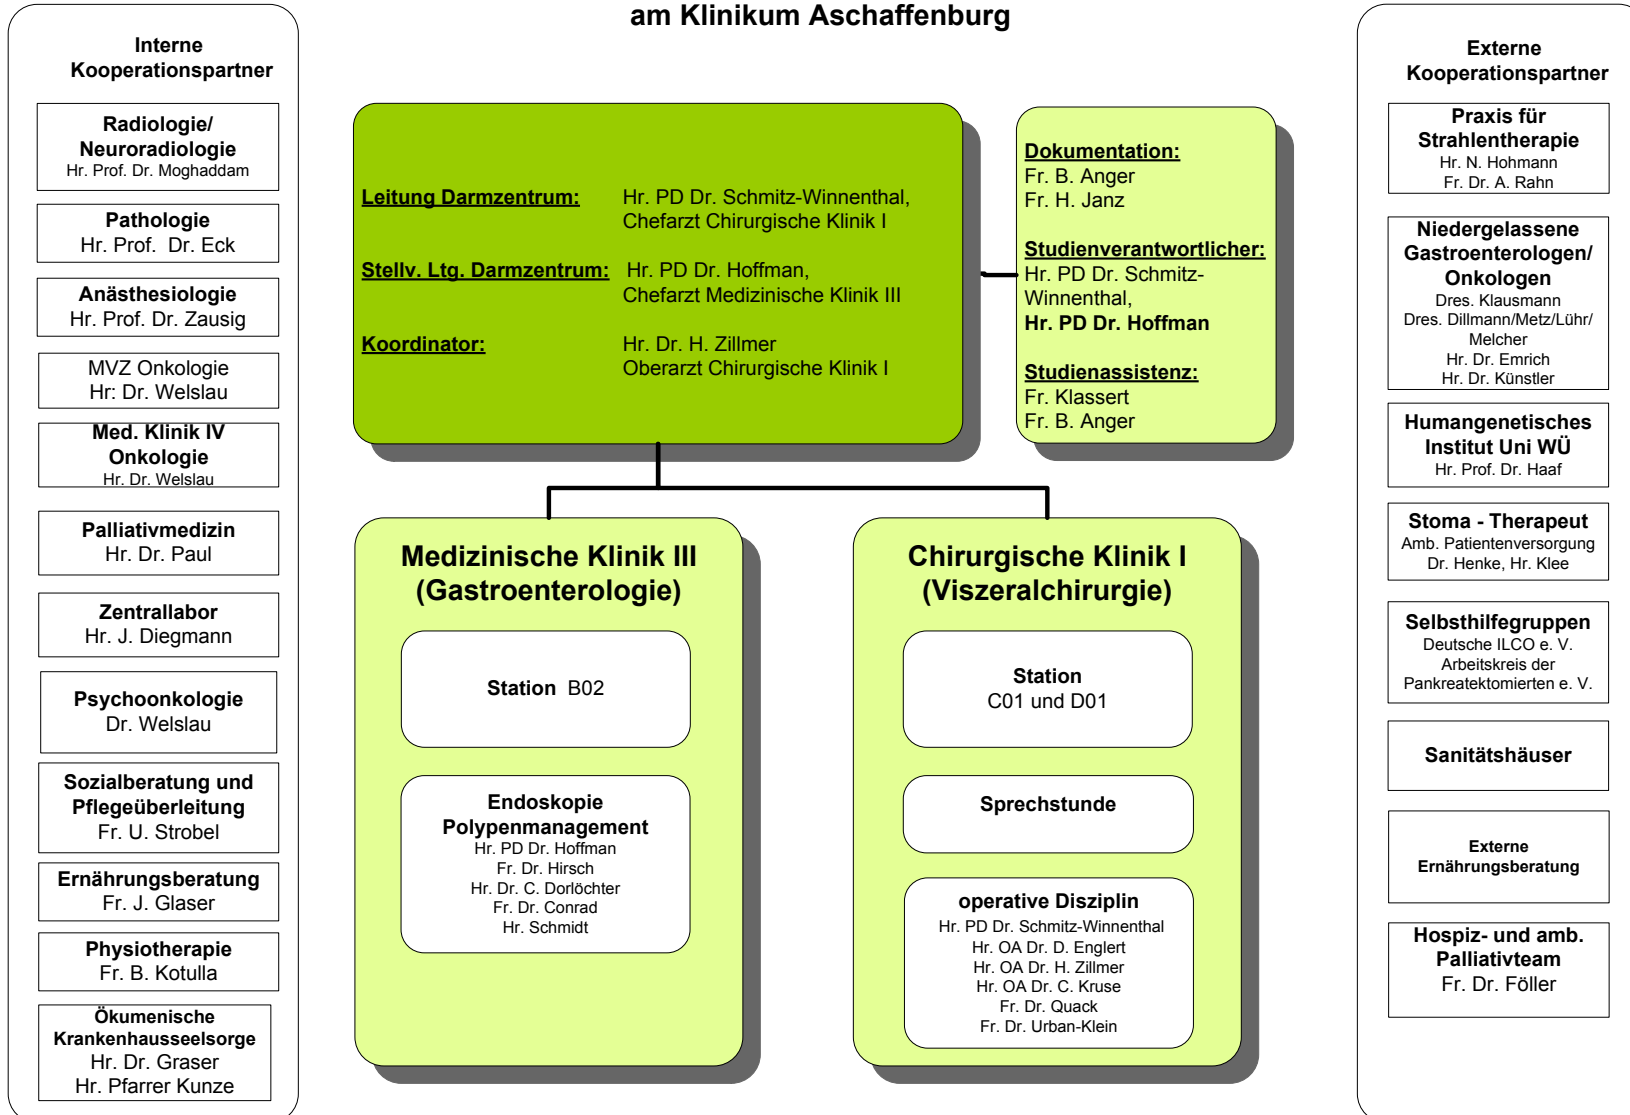 am Klinikum Aschaffenburg
Interne
Kooperationspartner
Radiologie/
Neuroradiologie
Hr. Prof. Dr. Moghaddam
Pathologie
Hr. Prof. Dr. Eck
Anästhesiologie
Hr. Prof. Dr. Zausig
MVZ Onkologie
Hr: Dr. Welslau
Med. Klinik IV
Onkologie
Hr. Dr. Welslau
Palliativmedizin
Hr. Dr. Paul
Zentrallabor
Hr. J. Diegmann
Psychoonkologie
Dr. Welslau
Sozialberatung und
Pflegeüberleitung
Fr. U. Strobel
Ernährungsberatung
Fr. J. Glaser
Physiotherapie
Fr. B. Kotulla
Ökumenische
Krankenhausseelsorge
Hr. Dr. Graser
Hr. Pfarrer Kunze
Leitung Darmzentrum: Hr. PD Dr. Schmitz-Winnenthal,
Chefarzt Chirurgische Klinik I
Stellv. Ltg. Darmzentrum: Hr. PD Dr. Hoffman,
Chefarzt Medizinische Klinik III
Koordinator: Hr. Dr. H. Zillmer
Oberarzt Chirurgische Klinik I
Dokumentation:
Fr. B. Anger
Fr. H. Janz
Studienverantwortlicher:
Hr. PD Dr. Schmitz-
Winnenthal,
Hr. PD Dr. Hoffman
Studienassistenz:
Fr. Klassert
Fr. B. Anger
Medizinische Klinik III
(Gastroenterologie)
Station B02
Endoskopie
Polypenmanagement
Hr. PD Dr. Hoffman
Fr. Dr. Hirsch
Hr. Dr. C. Dorlöchter
Fr. Dr. Conrad
Hr. Schmidt
Chirurgische Klinik I
(Viszeralchirurgie)
Station
C01 und D01
Sprechstunde
operative Disziplin
Hr. PD Dr. Schmitz-Winnenthal
Hr. OA Dr. D. Englert
Hr. OA Dr. H. Zillmer
Hr. OA Dr. C. Kruse
Fr. Dr. Quack
Fr. Dr. Urban-Klein
Externe
Kooperationspartner
Praxis für
Strahlentherapie
Hr. N. Hohmann
Fr. Dr. A. Rahn
Niedergelassene
Gastroenterologen/
Onkologen
Dres. Klausmann
Dres. Dillmann/Metz/Lühr/
Melcher
Hr. Dr. Emrich
Hr. Dr. Künstler
Humangenetisches
Institut Uni WÜ
Hr. Prof. Dr. Haaf
Stoma - Therapeut
Amb. Patientenversorgung
Dr. Henke, Hr. Klee
Selbsthilfegruppen
Deutsche ILCO e. V.
Arbeitskreis der
Pankreatektomierten e. V.
Sanitätshäuser
Externe
Ernährungsberatung
Hospiz- und amb.
Palliativteam
Fr. Dr. Föller